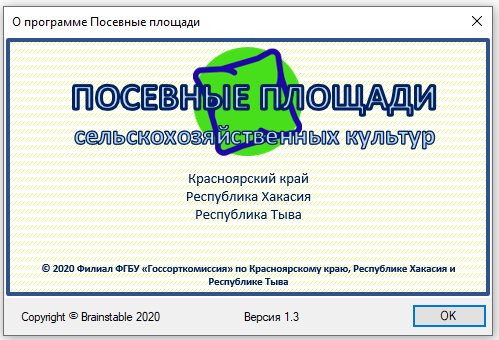 О программе Посевные площади
ПОСЕВНЫЕ ПЛОЩАДИ
сельскохозяйственных культур
Красноярский край
Республика Хакасия
Республика Тыва
© 2020 Филиал ФГБУ «Госсорткомиссия» по Красноярскому краю, Республике Хакасия и
Республике Тыва
Copyright © Brainstable 2020 Версия 1.3 OK